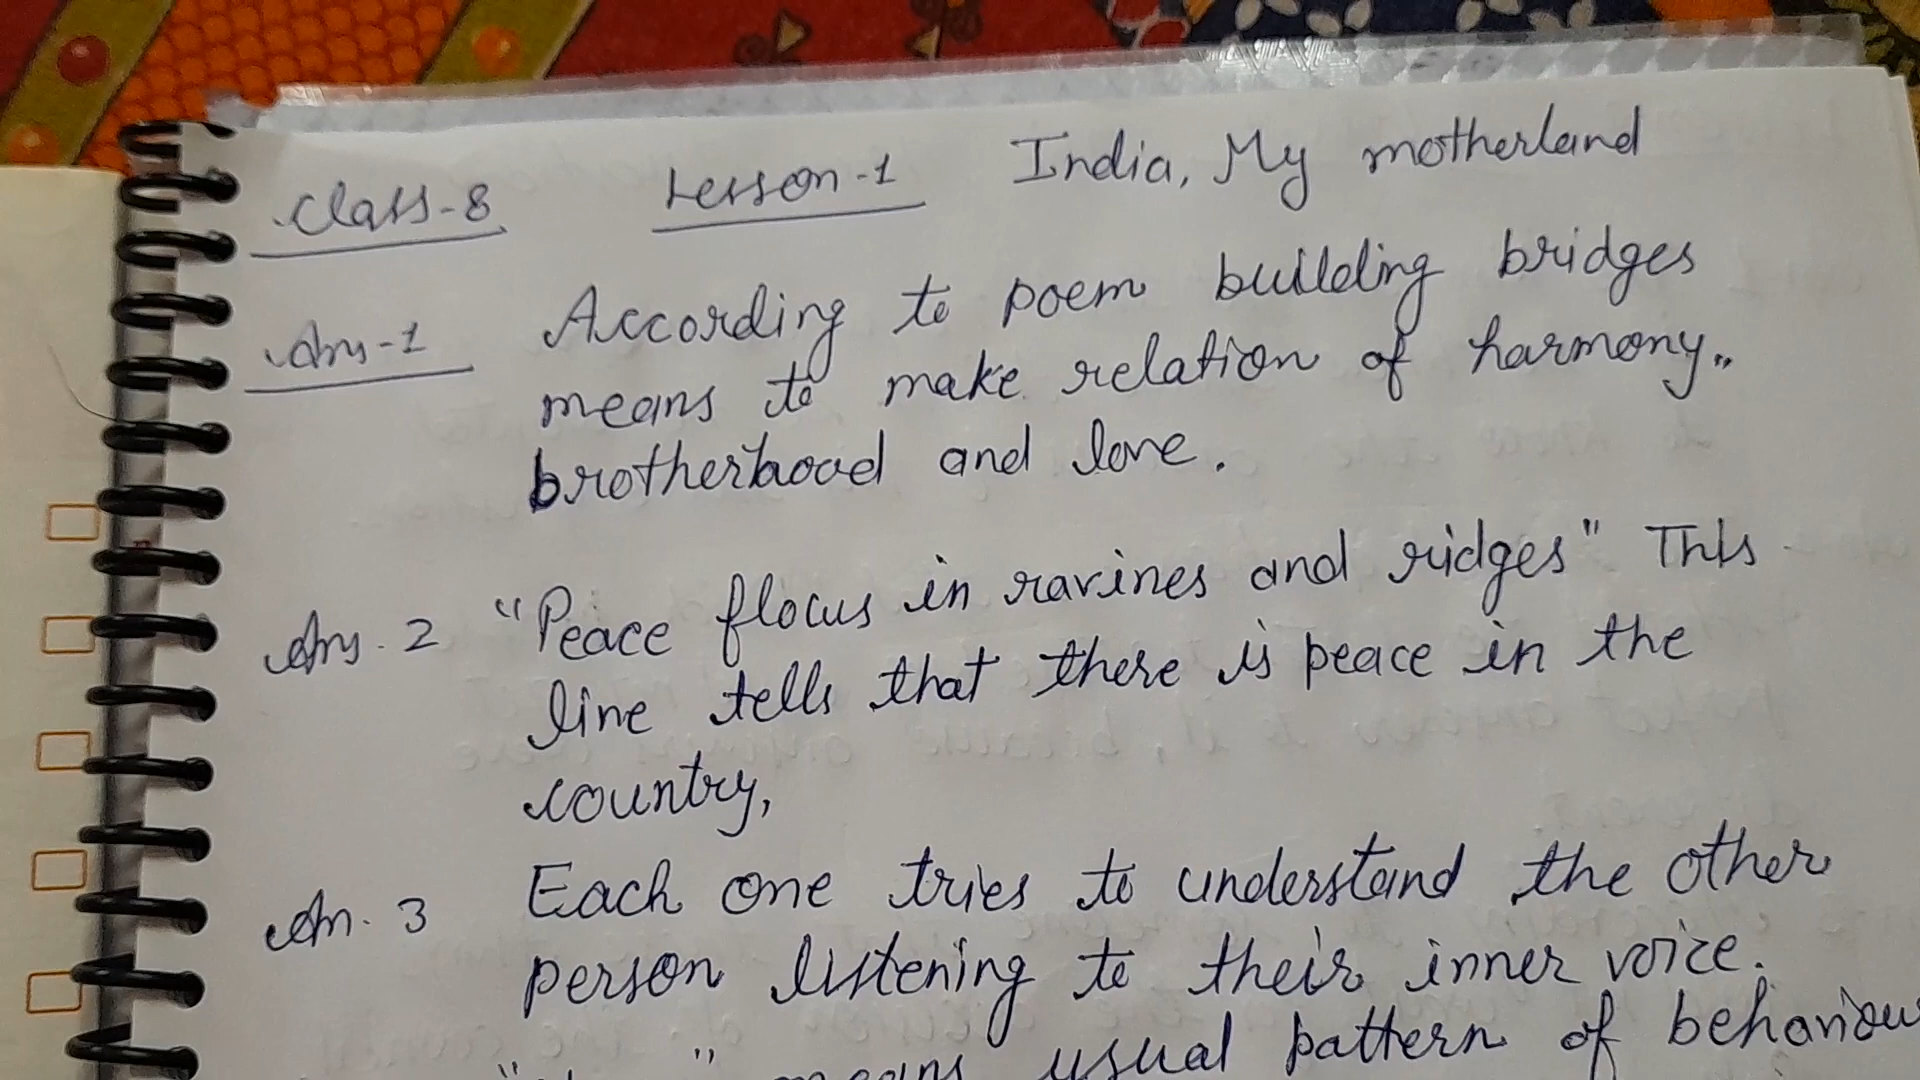 Class-8 Lesson-1 India, My motherland
Ans-1 According to poem building bridges
means to make relation of harmony,,
brotherhood and love.
Ans. 2 "Peace flocus in ravines and ridges" This
line tells that there is peace in the
country,
An. 3 Each one tries to understand the other
person listening to their inner voice.
means usual pattern of behaviou